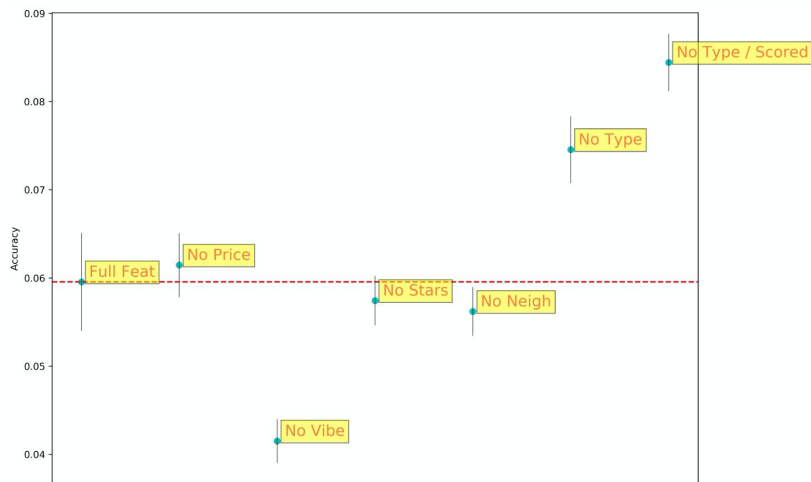 0.09
0.08
0.07
0.06
0.05
0.04
Accuracy
Full Feat
No Price
No Vibe
No Stars
No Neigh
No Type
No Type / Scored